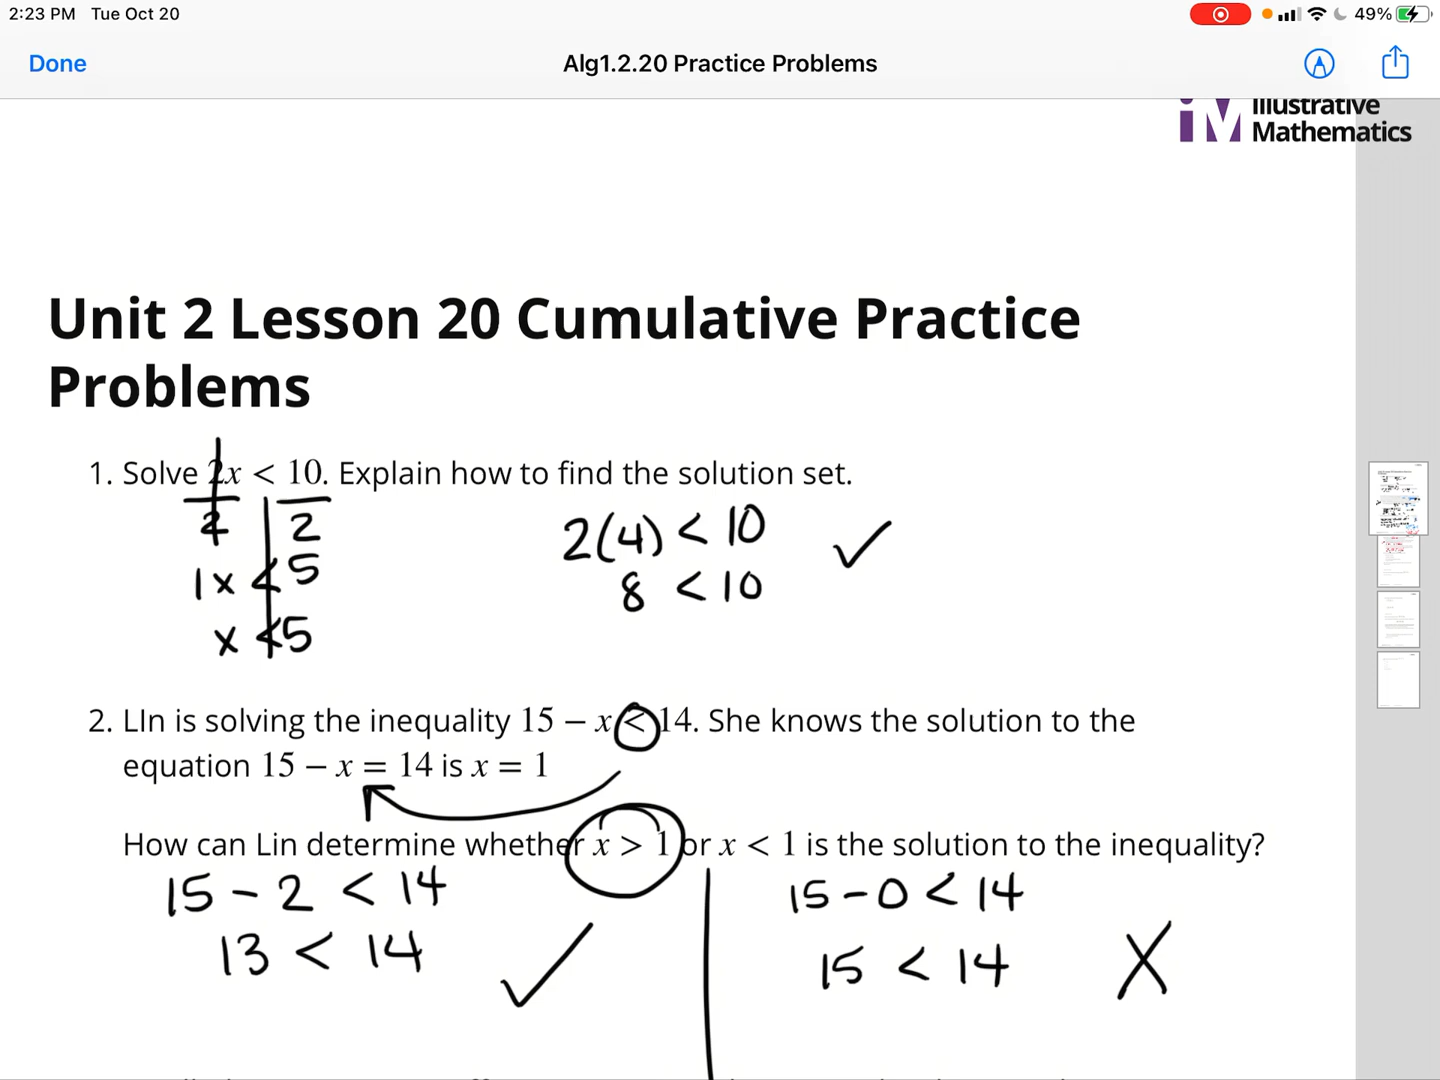 2:23 PM Tue Oct 20
49%
Done
Alg1.2.20 Practice Problems
Illustrative
Mathematics
Unit 2 Lesson 20 Cumulative Practice
Problems
1. Solve 2x < 10. Explain how to find the solution set.
2 2
1x < 5
x < 5
2(4) < 10
8 < 10
2. LIn is solving the inequality 15 − x < 14. She knows the solution to the
equation 15 − x = 14 is x = 1
How can Lin determine whether x > 1 or x < 1 is the solution to the inequality?
15 - 2 < 14
13 < 14
15 - 0 < 14
15 < 14